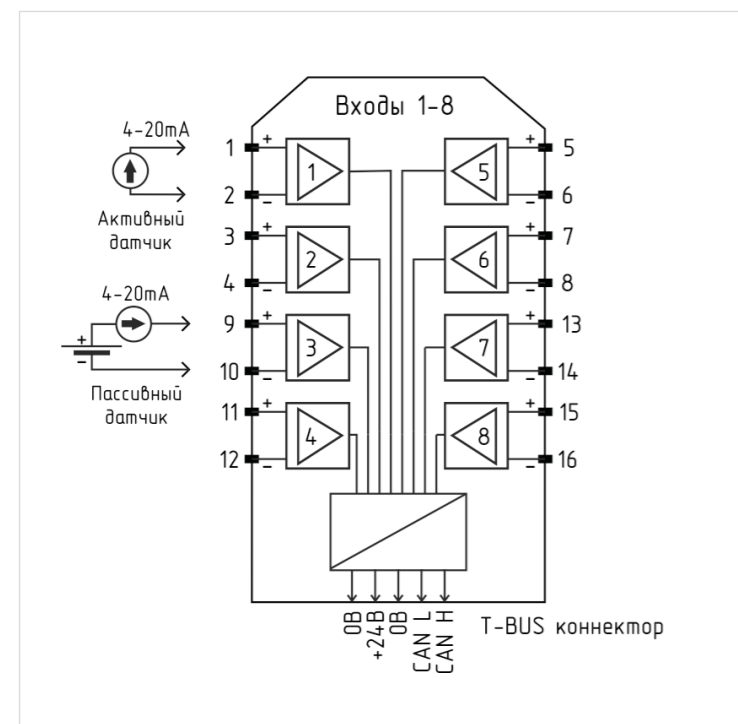 Входы 1-8
4-20mA
Активный
датчик
4-20mA
+
-
Пассивный
датчик
1 + 1
2 -
3 + 2
4 -
9 + 3
10 -
11 + 4
12 -
5 + 5
- 6
6 + 7
- 8
7 + 13
- 14
8 + 15
- 16
0В
+24В
0В
CAN L
CAN H
T-BUS коннектор